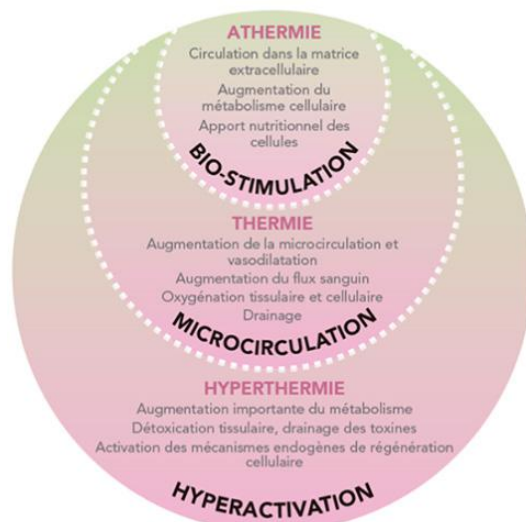 ATHERMIE
Circulation dans la matrice
extracellulaire
Augmentation du
métabolisme cellulaire
Apport nutritionnel des
cellules
BIO-STIMULATION
THERMIE
Augmentation de la microcirculation et
vasodilatation
Augmentation du flux sanguin
Oxygénation tissulaire et cellulaire
Drainage
MICROCIRCULATION
HYPERTHERMIE
Augmentation importante du métabolisme
Détoxication tissulaire, drainage des toxines
Activation des mécanismes endogènes de régénération
cellulaire
HYPERACTIVATION